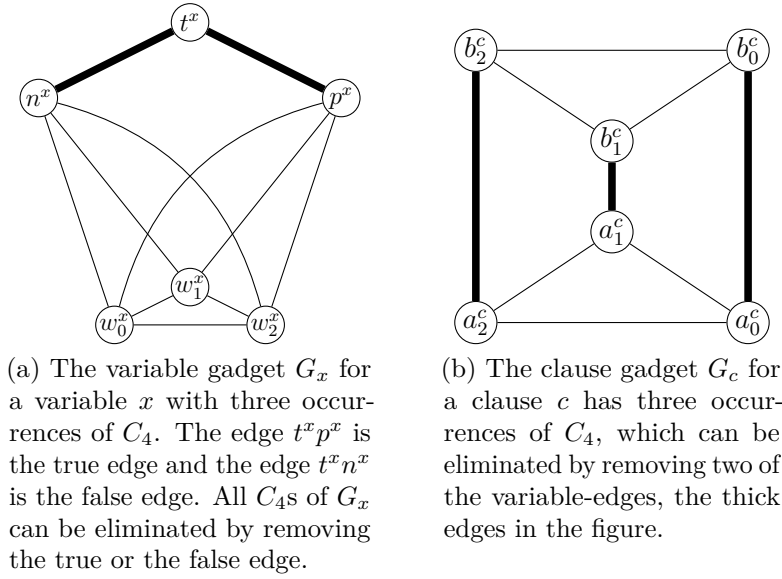 t^x
n^x
p^x
w_1^x
w_0^x
w_2^x
(a) The variable gadget G_x for
a variable x with three occur-
rences of C_4. The edge t^xp^x is
the true edge and the edge t^xn^x
is the false edge. All C_4s of G_x
can be eliminated by removing
the true or the false edge.
b_2^c
b_0^c
b_1^c
a_1^c
a_2^c
a_0^c
(b) The clause gadget G_c for
a clause c has three occur-
rences of C_4, which can be
eliminated by removing two of
the variable-edges, the thick
edges in the figure.